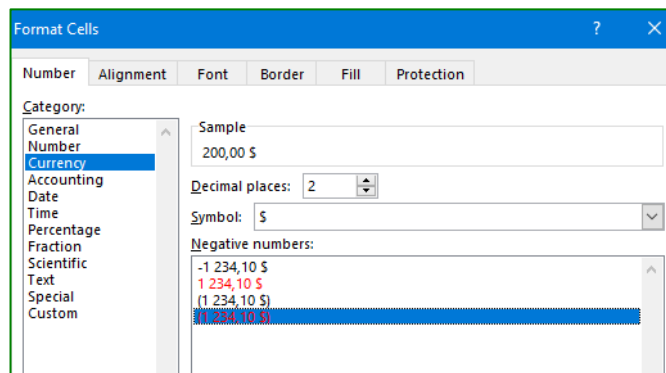 Format Cells ? ×
Number Alignment Font Border Fill Protection
Category:
General
Number
Currency
Accounting
Date
Time
Percentage
Fraction
Scientific
Text
Special
Custom
Sample
200,00 $
Decimal places: 2
Symbol: $
Negative numbers:
-1 234,10 $
1 234,10 $
(1 234,10 $)
(1 234,10 $)